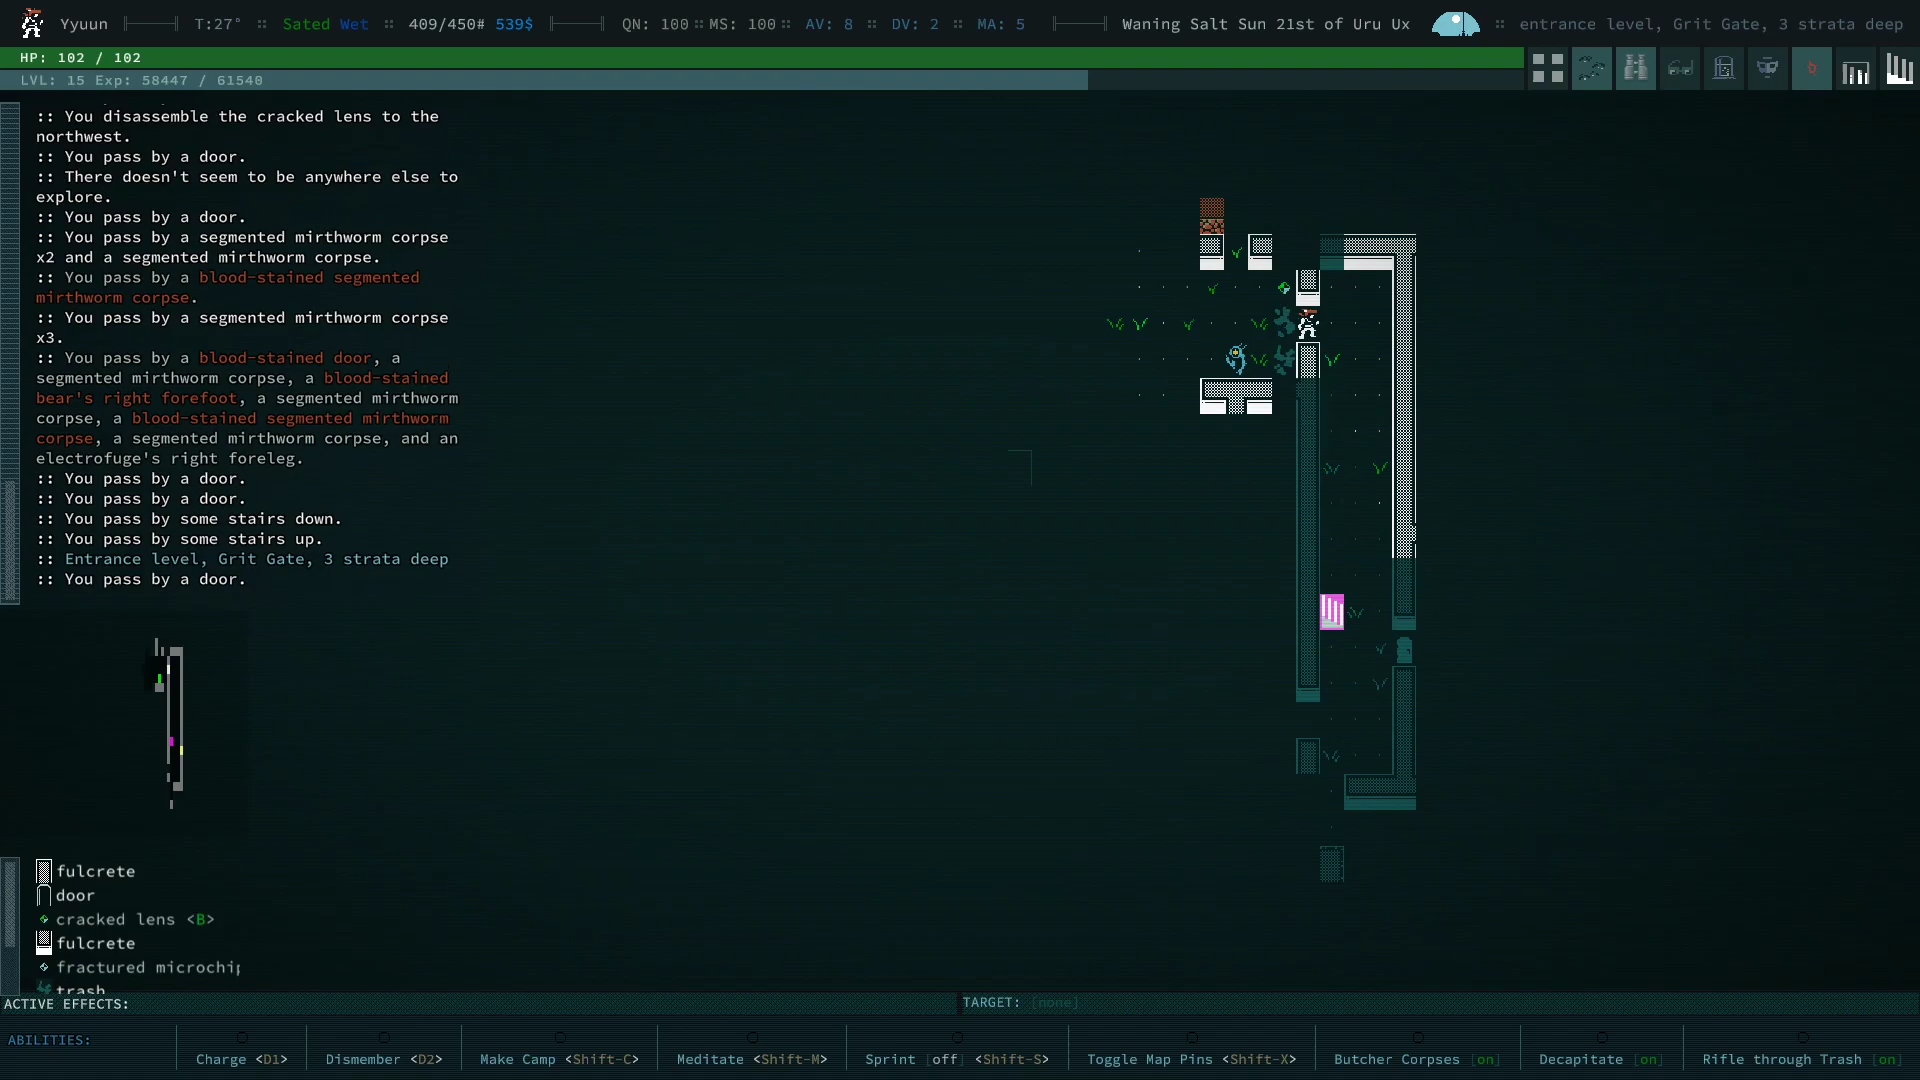 Yyuun T:27° :: Sated Wet :: 409/450# 539$ QN: 100 :: MS: 100 :: AV: 8 :: DV: 2 :: MA: 5 Waning Salt Sun 21st of Uru Ux :: entrance level, Grit Gate, 3 strata deep
HP: 102 / 102
LVL: 15 Exp: 58447 / 61540
:: You disassemble the cracked lens to the
northwest.
:: You pass by a door.
:: There doesn't seem to be anywhere else to
explore.
:: You pass by a door.
:: You pass by a segmented mirthworm corpse
x2 and a segmented mirthworm corpse.
:: You pass by a blood-stained segmented
mirthworm corpse.
:: You pass by a segmented mirthworm corpse
x3.
:: You pass by a blood-stained door, a
segmented mirthworm corpse, a blood-stained
bear's right forefoot, a segmented mirthworm
corpse, a blood-stained segmented mirthworm
corpse, a segmented mirthworm corpse, and an
electrofuge's right foreleg.
:: You pass by a door.
:: You pass by a door.
:: You pass by some stairs down.
:: You pass by some stairs up.
:: Entrance level, Grit Gate, 3 strata deep
:: You pass by a door.
fulcrete
door
cracked lens <B>
fulcrete
fractured microchip
trash
ACTIVE EFFECTS: TARGET: [none]
ABILITIES: Charge <D1> Dismember <D2> Make Camp <Shift-C> Meditate <Shift-M> Sprint [off] <Shift-S> Toggle Map Pins <Shift-X> Butcher Corpses [on] Decapitate [on] Rifle through Trash [on]